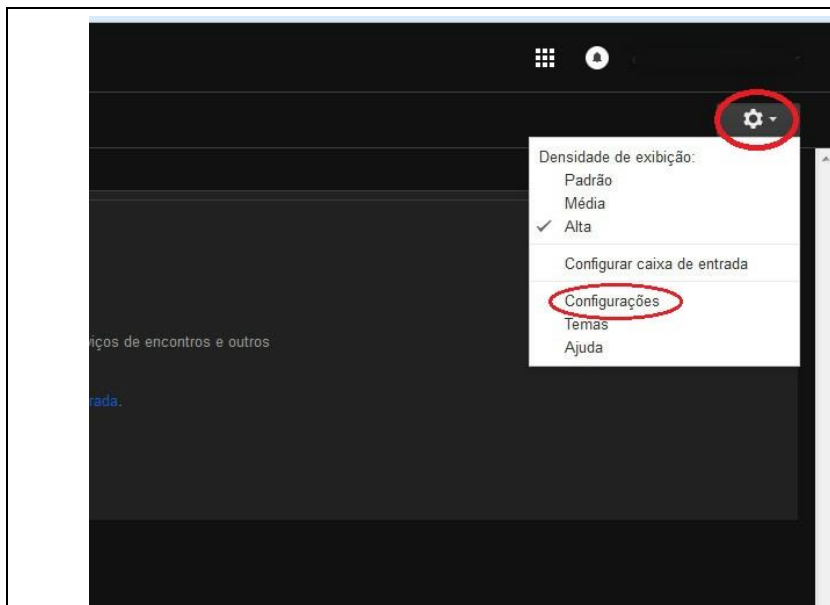 Densidade de exibição:
Padrão
Média
Alta
Configurar caixa de entrada
Configurações
Temas
Ajuda
viços de encontros e outros
rada.